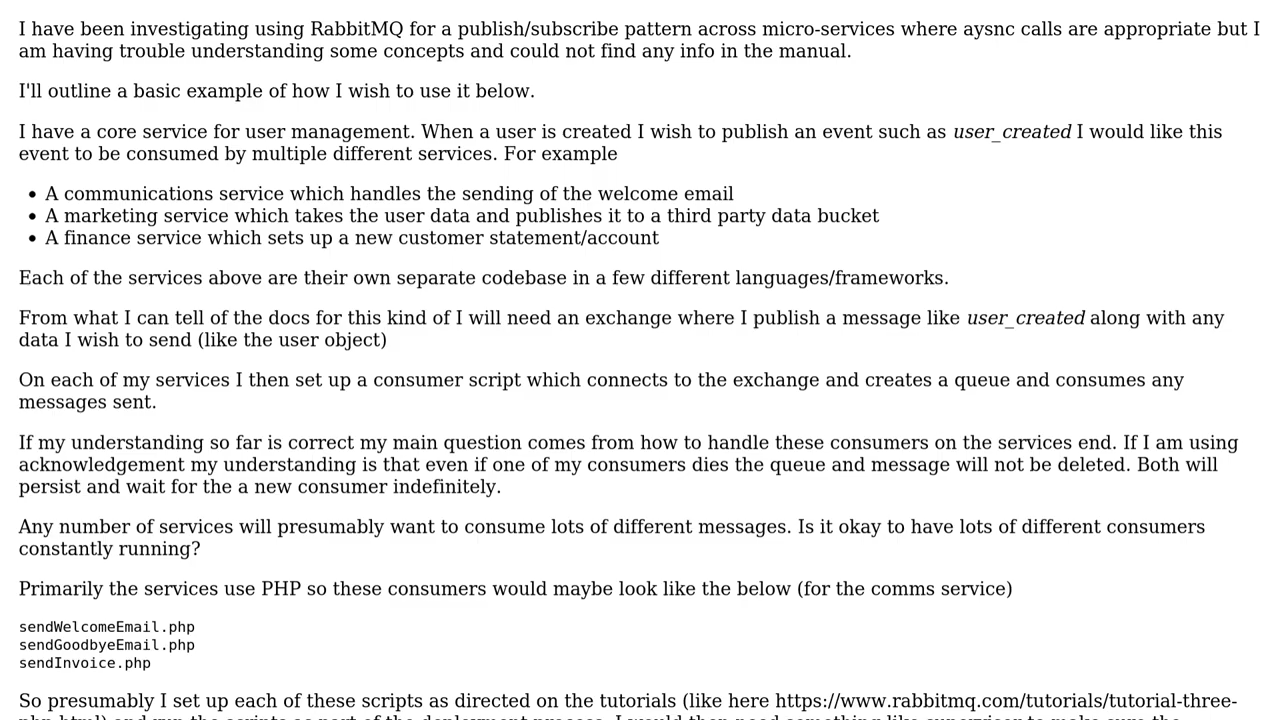 I have been investigating using RabbitMQ for a publish/subscribe pattern across micro-services where aysnc calls are appropriate but I
am having trouble understanding some concepts and could not find any info in the manual.
I'll outline a basic example of how I wish to use it below.
I have a core service for user management. When a user is created I wish to publish an event such as user_created I would like this
event to be consumed by multiple different services. For example
• A communications service which handles the sending of the welcome email
• A marketing service which takes the user data and publishes it to a third party data bucket
• A finance service which sets up a new customer statement/account
Each of the services above are their own separate codebase in a few different languages/frameworks.
From what I can tell of the docs for this kind of I will need an exchange where I publish a message like user_created along with any
data I wish to send (like the user object)
On each of my services I then set up a consumer script which connects to the exchange and creates a queue and consumes any
messages sent.
If my understanding so far is correct my main question comes from how to handle these consumers on the services end. If I am using
acknowledgement my understanding is that even if one of my consumers dies the queue and message will not be deleted. Both will
persist and wait for the a new consumer indefinitely.
Any number of services will presumably want to consume lots of different messages. Is it okay to have lots of different consumers
constantly running?
Primarily the services use PHP so these consumers would maybe look like the below (for the comms service)
sendWelcomeEmail.php
sendGoodbyeEmail.php
sendInvoice.php
So presumably I set up each of these scripts as directed on the tutorials (like here https://www.rabbitmq.com/tutorials/tutorial-three-